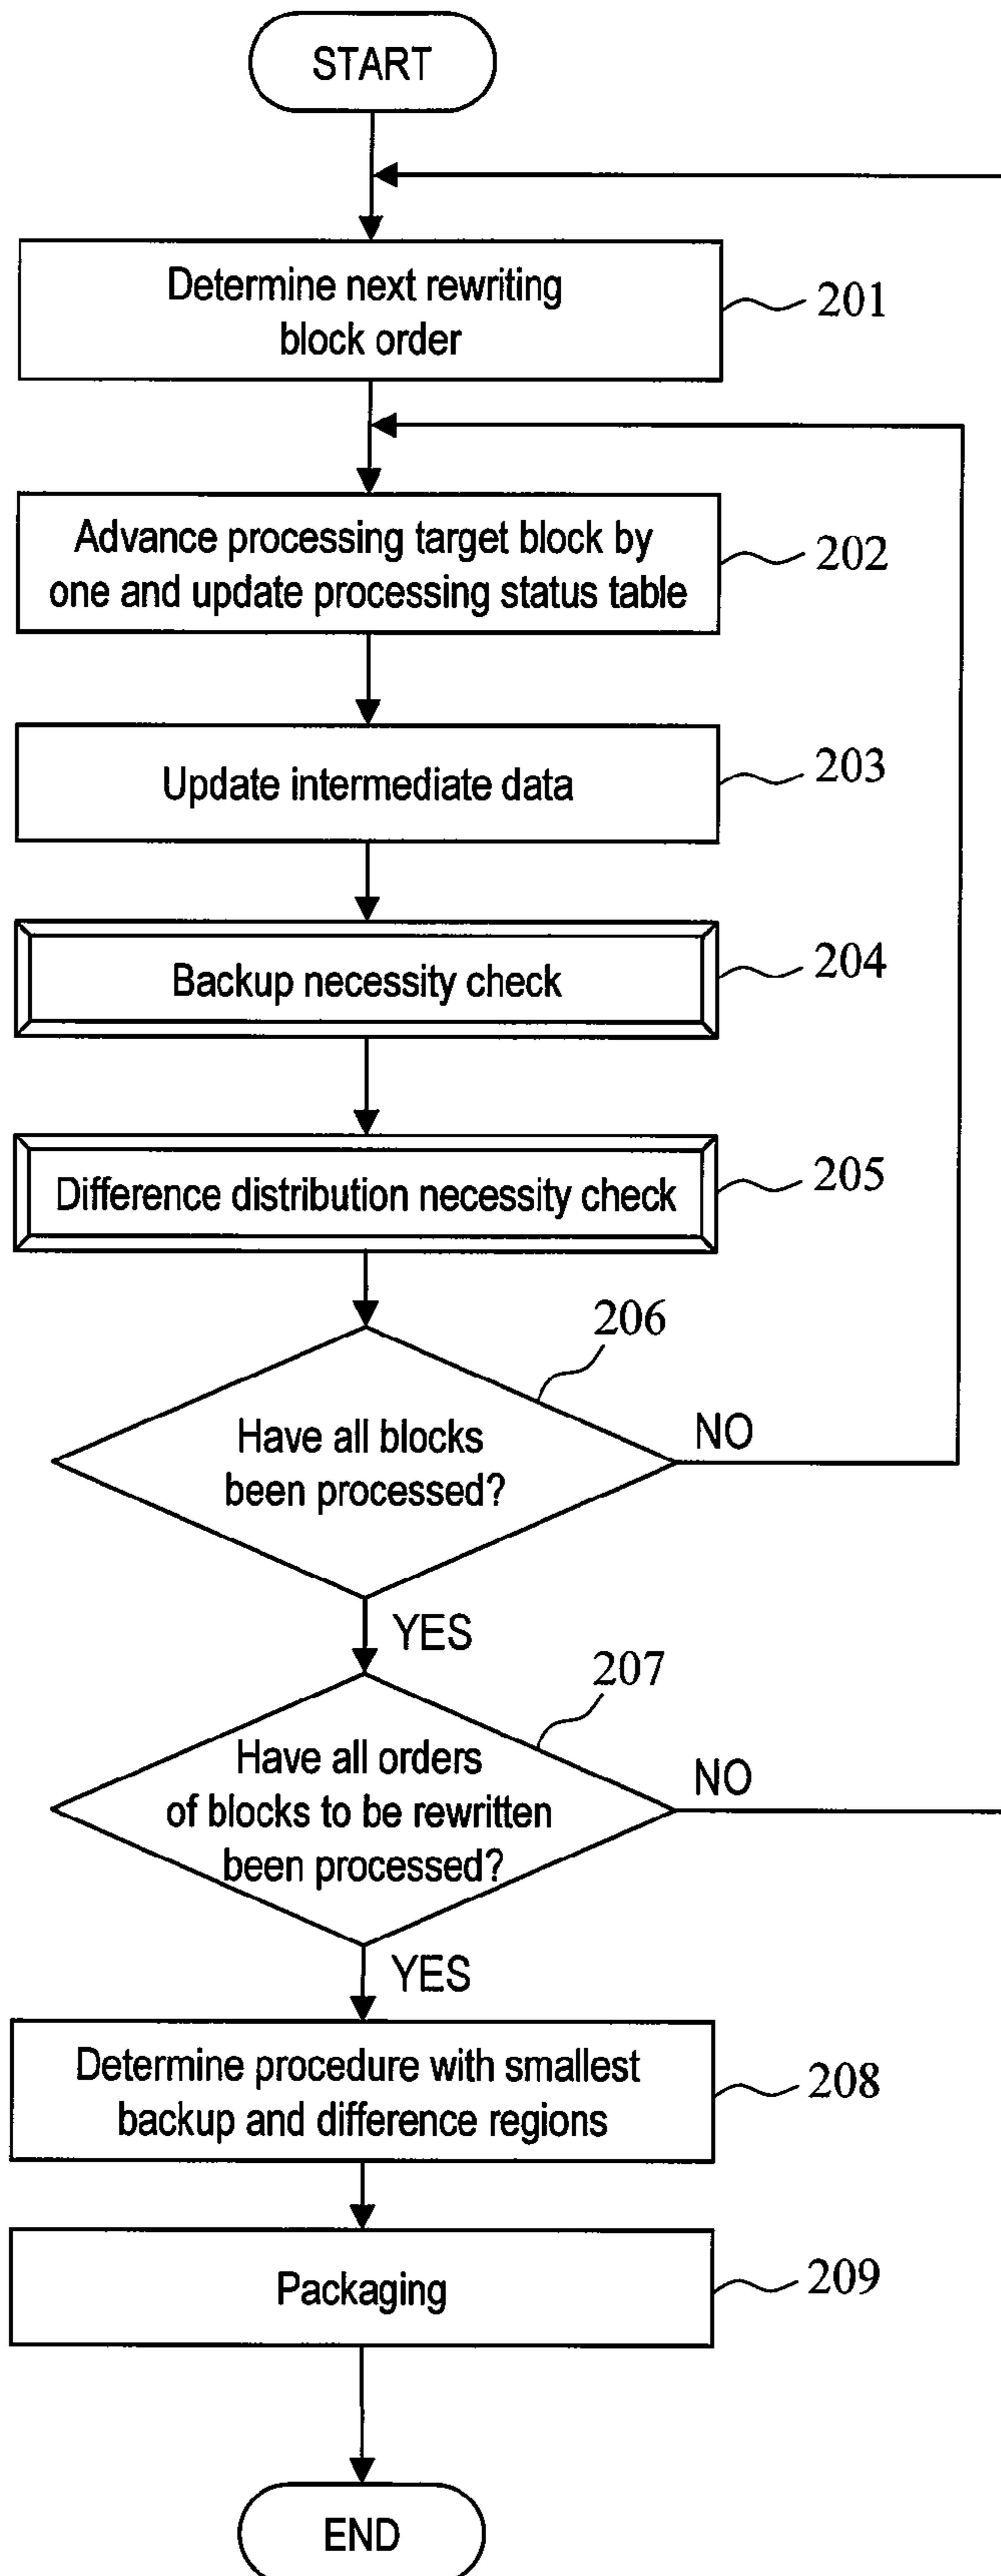 START
Determine next rewriting
block order
201
Advance processing target block by
one and update processing status table
202
Update intermediate data
203
Backup necessity check
204
Difference distribution necessity check
205
206
Have all blocks
been processed?
NO
YES
207
Have all orders
of blocks to be rewritten
been processed?
NO
YES
Determine procedure with smallest
backup and difference regions
208
Packaging
209
END